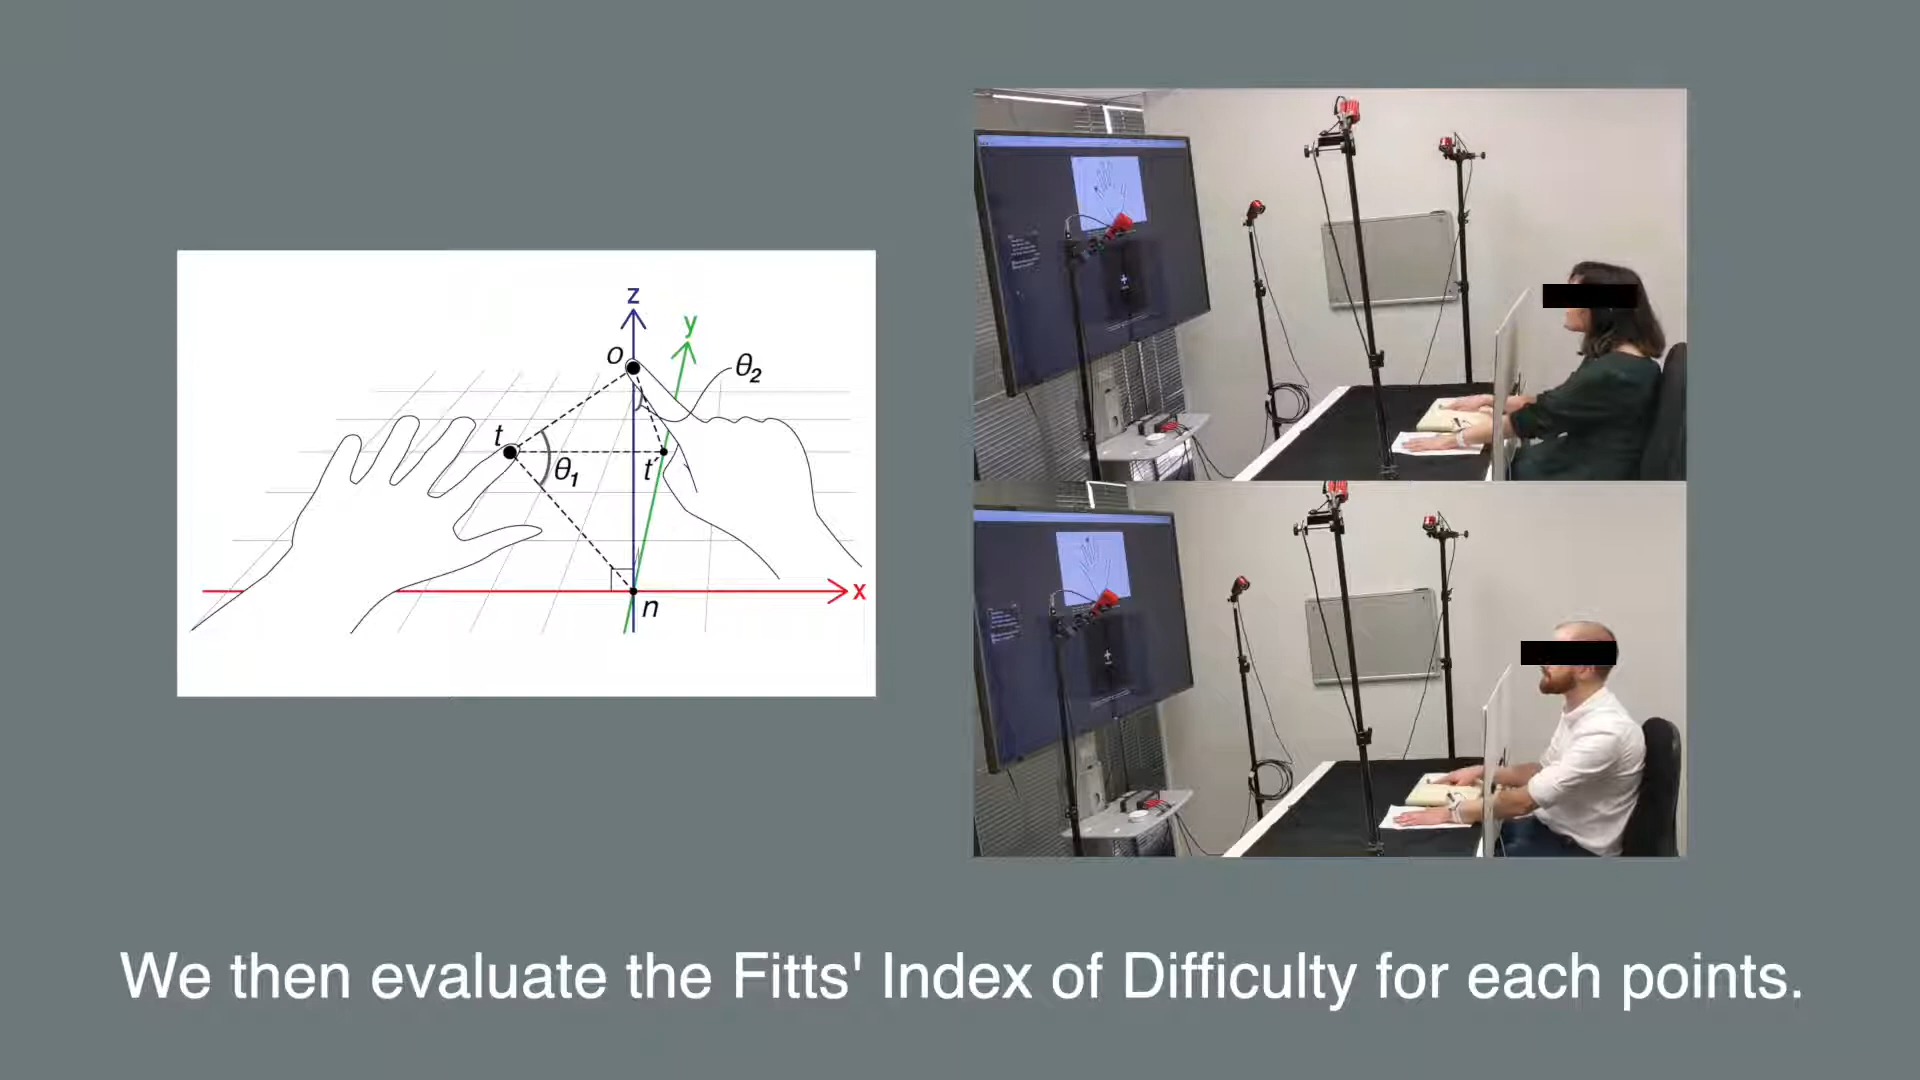 z
y
o
θ2
t
θ1
t'
x
n
We then evaluate the Fitts' Index of Difficulty for each points.